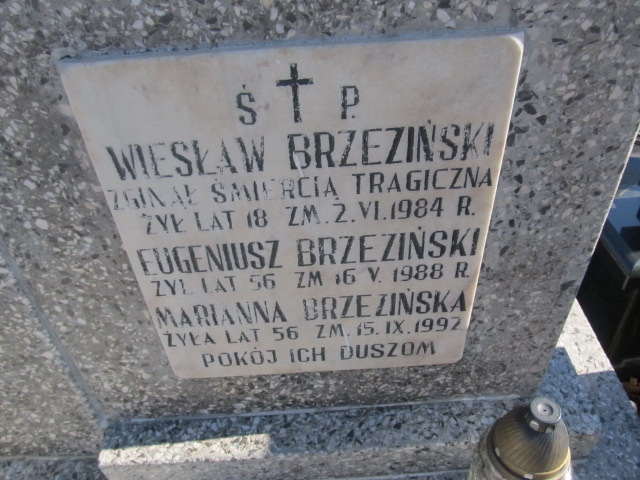 Ś † P.
WIESŁAW BRZEZIŃSKI
ZGINĄŁ ŚMIERCIĄ TRAGICZNA
ŻYŁ LAT 18 ZM. 2.VI.1984 R.
EUGENIUSZ BRZEZIŃSKI
ŻYŁ LAT 56 ZM 16 V. 1988 R.
MARIANNA BRZEZIŃSKA
ŻYŁA LAT 56 ZM. 15.IX.1992
POKÓJ ICH DUSZOM